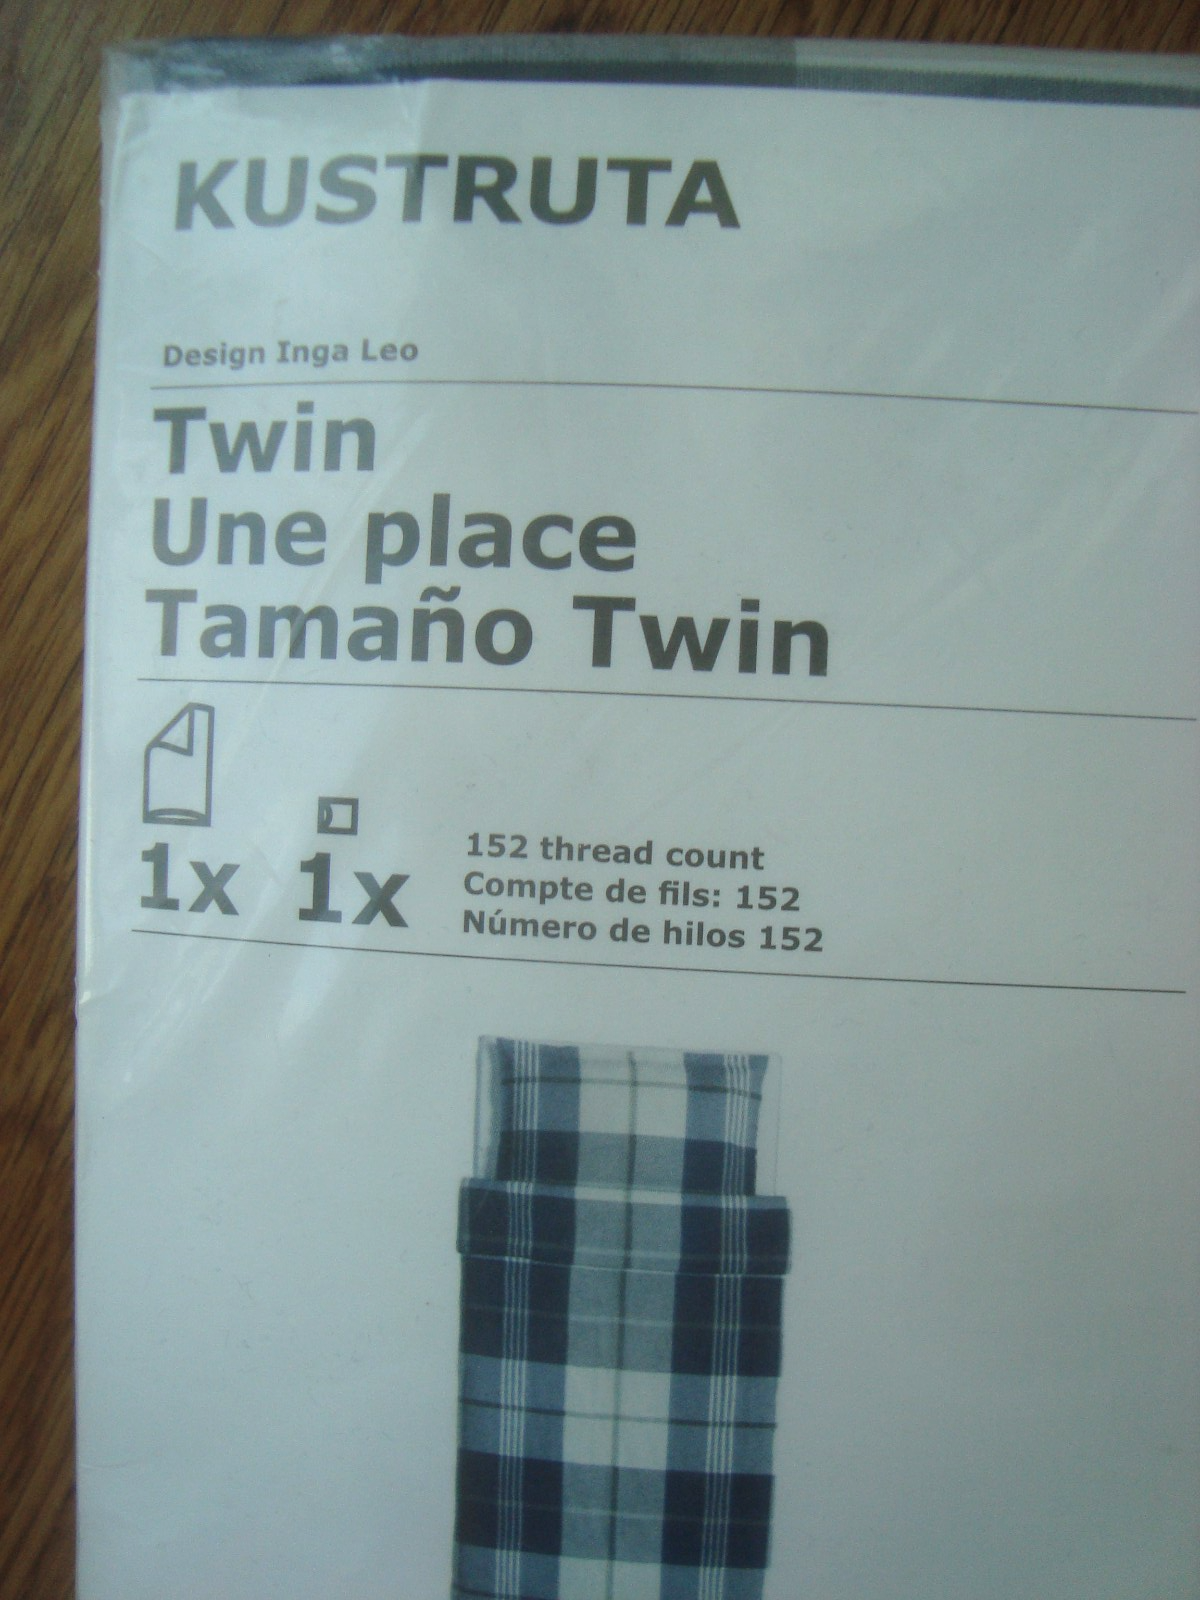 KUSTRUTA
Design Inga Leo
Twin
Une place
Tamaño Twin
1x 1x
152 thread count
Compte de fils: 152
Número de hilos 152